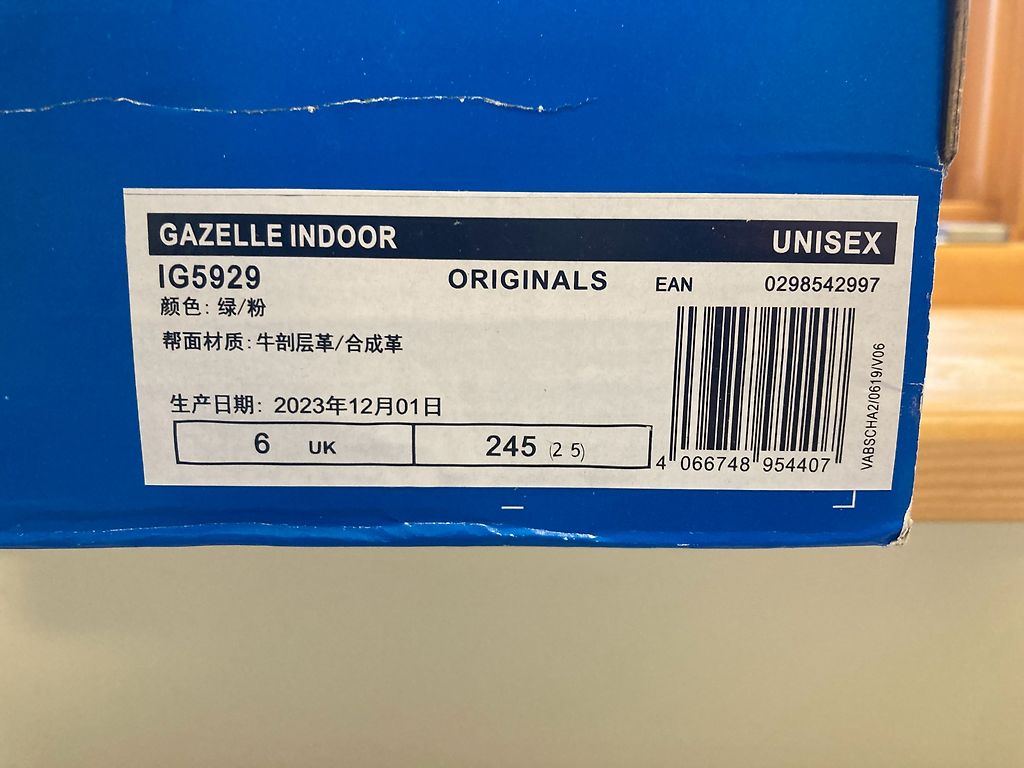 GAZELLE INDOOR UNISEX
IG5929 ORIGINALS EAN 0298542997
颜色: 绿/粉
帮面材质: 牛剖层革/合成革
生产日期: 2023年12月01日
6 UK 245 (2 5)
4 066748 954407
VABSCHA2/0619/V06